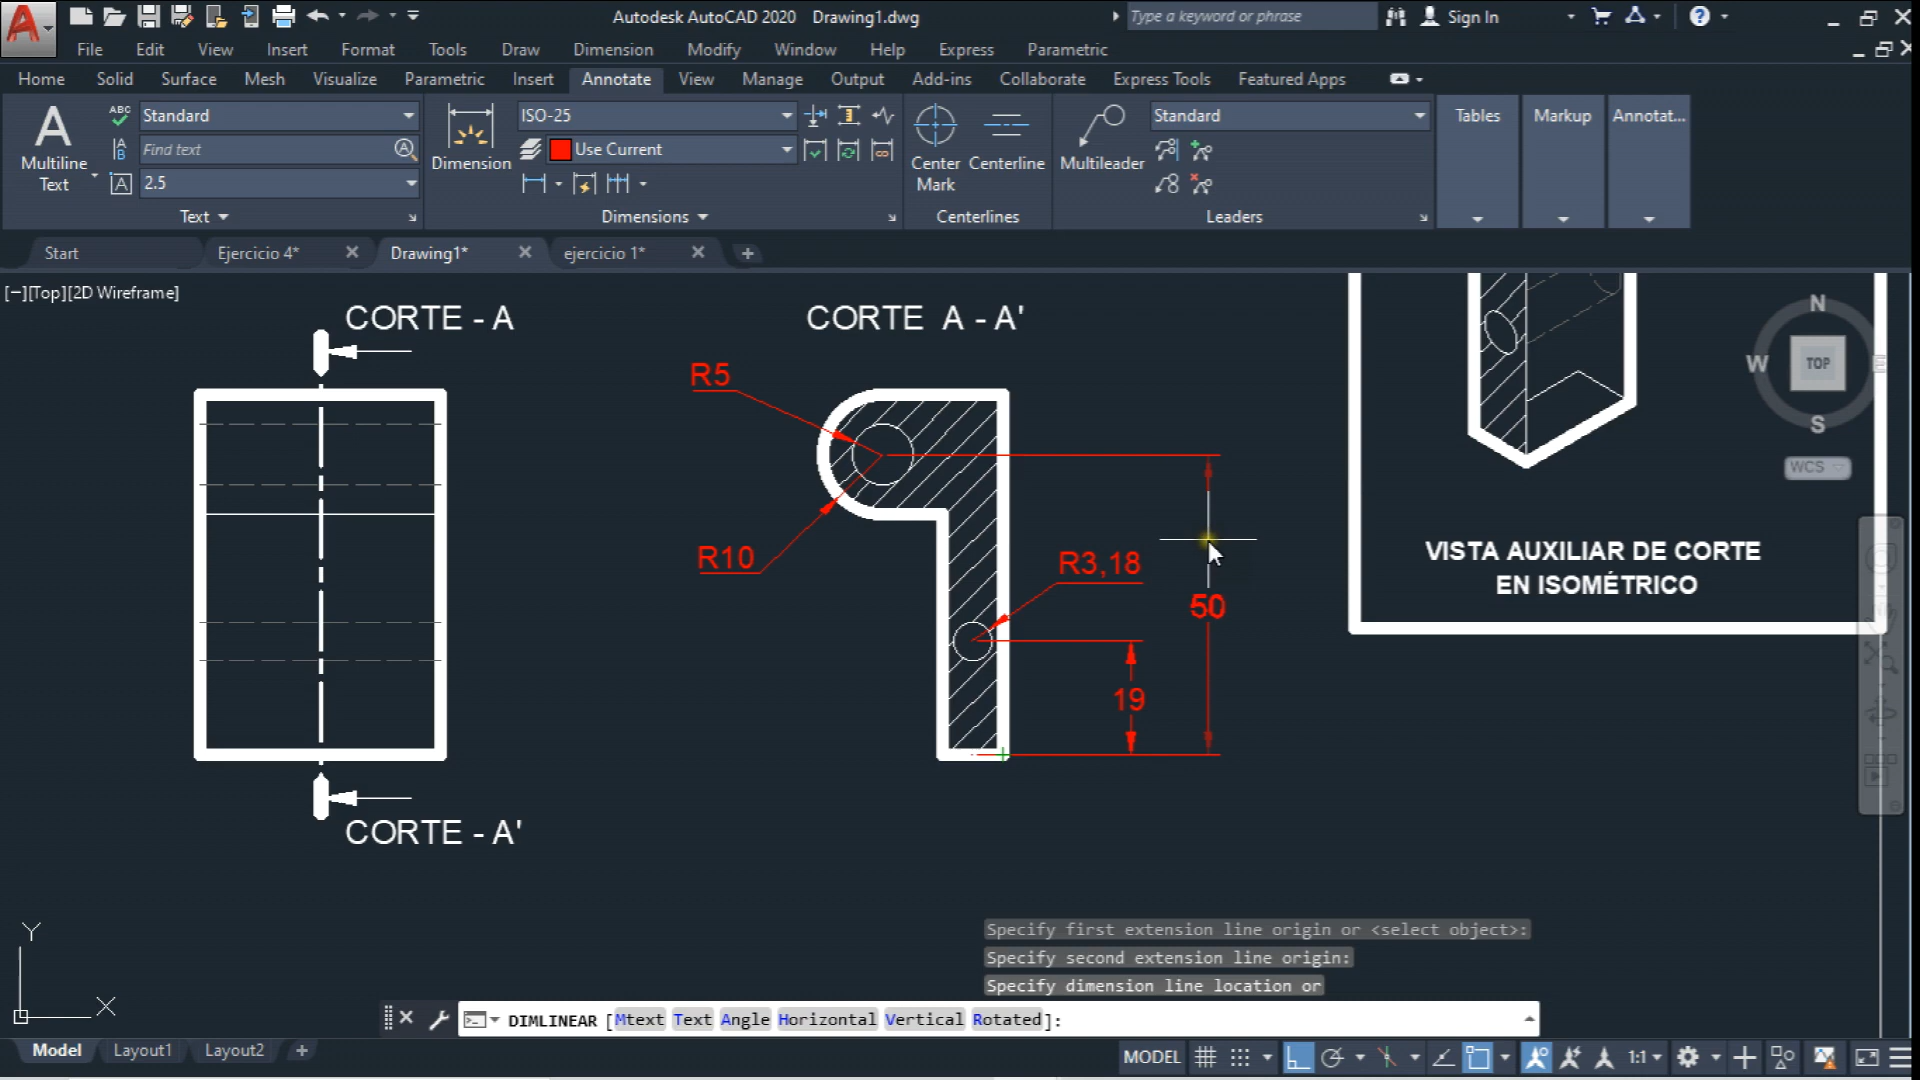 Autodesk AutoCAD 2020 Drawing1.dwg
Type a keyword or phrase
Sign In
File Edit View Insert Format Tools Draw Dimension Modify Window Help Express Parametric
Home Solid Surface Mesh Visualize Parametric Insert Annotate View Manage Output Add-ins Collaborate Express Tools Featured Apps
Standard
ISO-25
Standard
Tables Markup Annotat...
Find text
Use Current
Multiline Text
Dimension
Center Mark
Centerline
Multileader
2.5
Text
Dimensions
Centerlines
Leaders
Start Ejercicio 4* Drawing1* ejercicio 1*
[−][Top][2D Wireframe]
CORTE - A
CORTE A - A'
N
W
TOP
E
S
WCS
R5
R10
R3,18
50
19
VISTA AUXILIAR DE CORTE
EN ISOMÉTRICO
CORTE - A'
Y
X
Specify first extension line origin or <select object>:
Specify second extension line origin:
Specify dimension line location or
DIMLINEAR [Mtext Text Angle Horizontal Vertical Rotated]:
Model Layout1 Layout2
MODEL
1:1